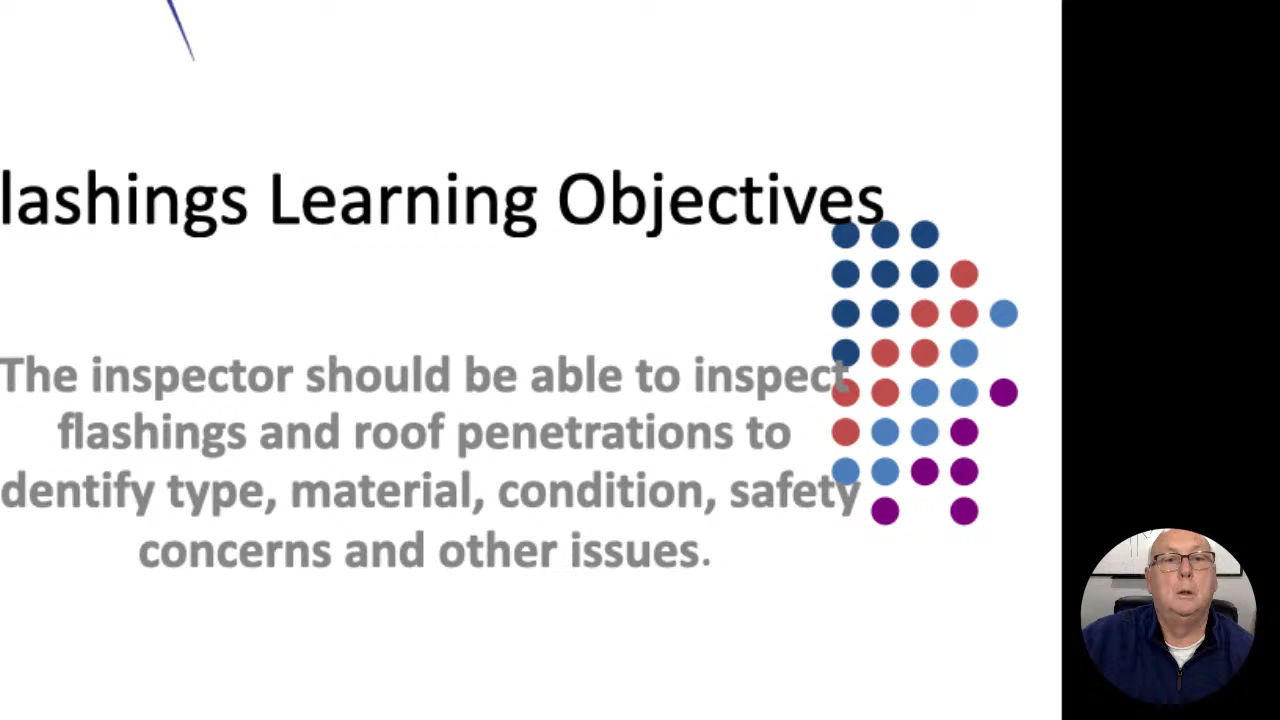 lashings Learning Objectives
The inspector should be able to inspect
flashings and roof penetrations to
dentify type, material, condition, safety
concerns and other issues.